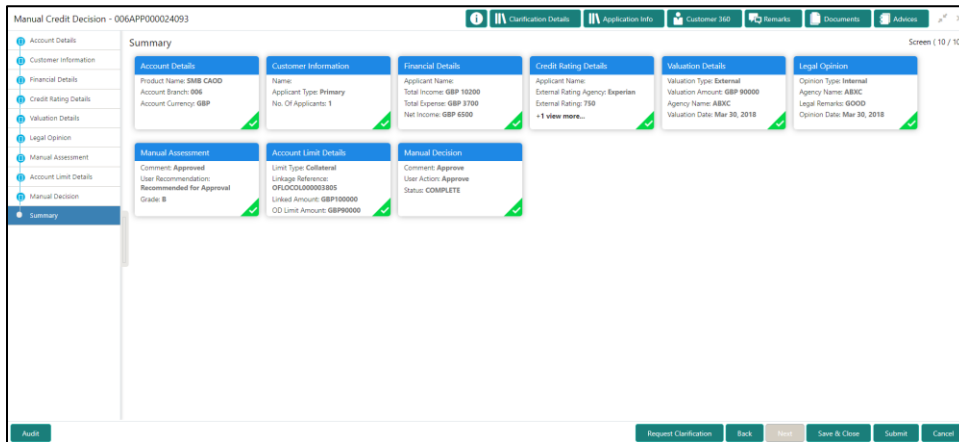 Manual Credit Decision - 006APP000024093
Clarification Details
Application Info
Customer 360
Remarks
Documents
Advices
Account Details
Customer Information
Financial Details
Credit Rating Details
Valuation Details
Legal Opinion
Manual Assessment
Account Limit Details
Manual Decision
Summary
Summary
Screen ( 10 / 10
Account Details
Product Name: SMB CAOD
Account Branch: 006
Account Currency: GBP
Customer Information
Name:
Applicant Type: Primary
No. Of Applicants: 1
Financial Details
Applicant Name:
Total Income: GBP 10200
Total Expense: GBP 3700
Net Income: GBP 6500
Credit Rating Details
Applicant Name:
External Rating Agency: Experian
External Rating: 750
+1 view more...
Valuation Details
Valuation Type: External
Valuation Amount: GBP 90000
Agency Name: ABXC
Valuation Date: Mar 30, 2018
Legal Opinion
Opinion Type: Internal
Agency Name: ABXC
Legal Remarks: GOOD
Opinion Date: Mar 30, 2018
Manual Assessment
Comment: Approved
User Recommendation:
Recommended for Approval
Grade: B
Account Limit Details
Limit Type: Collateral
Linkage Reference:
OFLOCOL000003805
Linked Amount: GBP100000
OD Limit Amount: GBP90000
Manual Decision
Comment: Approve
User Action: Approve
Status: COMPLETE
Audit
Request Clarification
Back
Next
Save & Close
Submit
Cancel